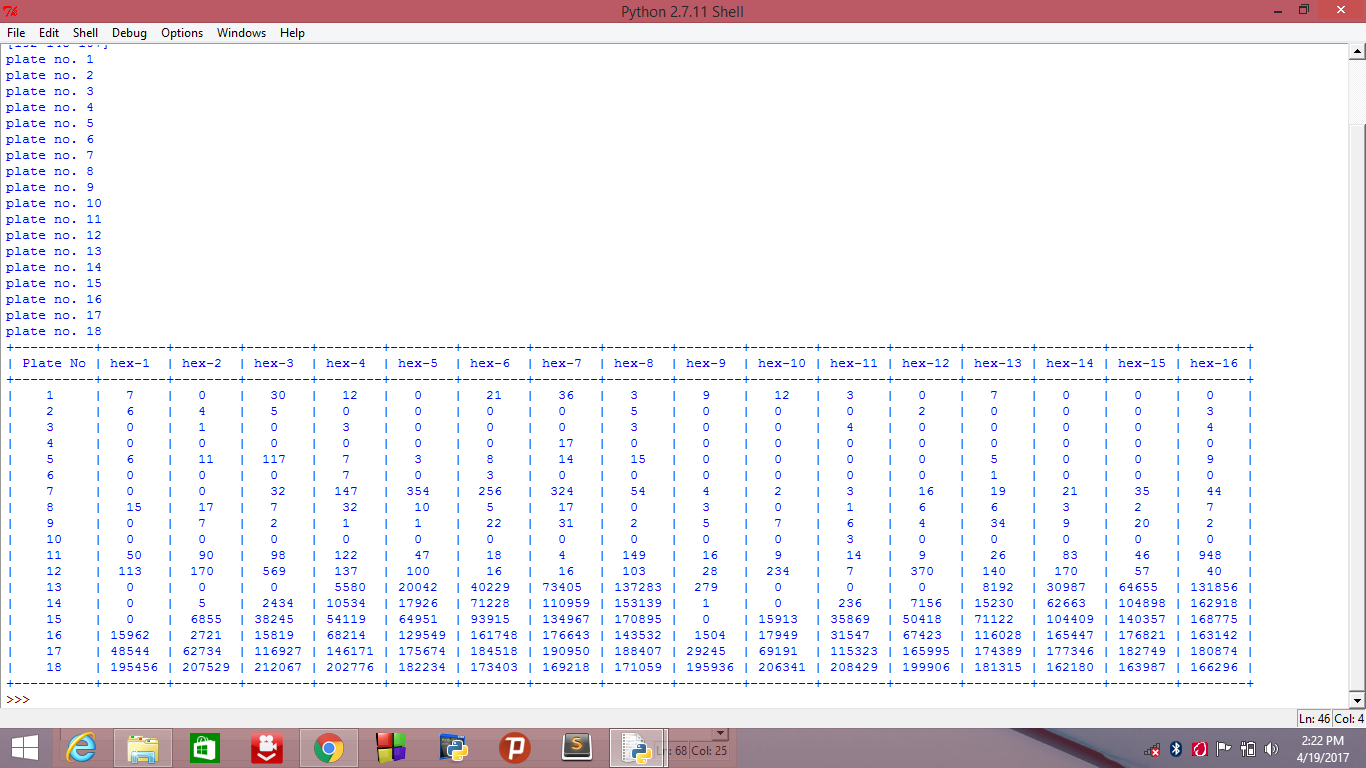 Python 2.7.11 Shell
File Edit Shell Debug Options Windows Help
plate no. 1
plate no. 2
plate no. 3
plate no. 4
plate no. 5
plate no. 6
plate no. 7
plate no. 8
plate no. 9
plate no. 10
plate no. 11
plate no. 12
plate no. 13
plate no. 14
plate no. 15
plate no. 16
plate no. 17
plate no. 18
| Plate No | hex-1 | hex-2 | hex-3 | hex-4 | hex-5 | hex-6 | hex-7 | hex-8 | hex-9 | hex-10 | hex-11 | hex-12 | hex-13 | hex-14 | hex-15 | hex-16 |
| 1 | 7 | 0 | 30 | 12 | 0 | 21 | 36 | 3 | 9 | 12 | 3 | 0 | 7 | 0 | 0 | 0 |
| 2 | 6 | 4 | 5 | 0 | 0 | 0 | 0 | 5 | 0 | 0 | 0 | 2 | 0 | 0 | 0 | 3 |
| 3 | 0 | 1 | 0 | 3 | 0 | 0 | 0 | 3 | 0 | 0 | 4 | 0 | 0 | 0 | 0 | 4 |
| 4 | 0 | 0 | 0 | 0 | 0 | 0 | 17 | 0 | 0 | 0 | 0 | 0 | 0 | 0 | 0 | 0 |
| 5 | 6 | 11 | 117 | 7 | 3 | 8 | 14 | 15 | 0 | 0 | 0 | 0 | 5 | 0 | 0 | 9 |
| 6 | 0 | 0 | 0 | 7 | 0 | 3 | 0 | 0 | 0 | 0 | 0 | 0 | 1 | 0 | 0 | 0 |
| 7 | 0 | 0 | 32 | 147 | 354 | 256 | 324 | 54 | 4 | 2 | 3 | 16 | 19 | 21 | 35 | 44 |
| 8 | 15 | 17 | 7 | 32 | 10 | 5 | 17 | 0 | 3 | 0 | 1 | 6 | 6 | 3 | 2 | 7 |
| 9 | 0 | 7 | 2 | 1 | 1 | 22 | 31 | 2 | 5 | 7 | 6 | 4 | 34 | 9 | 20 | 2 |
| 10 | 0 | 0 | 0 | 0 | 0 | 0 | 0 | 0 | 0 | 0 | 3 | 0 | 0 | 0 | 0 | 0 |
| 11 | 50 | 90 | 98 | 122 | 47 | 18 | 4 | 149 | 16 | 9 | 14 | 9 | 26 | 83 | 46 | 948 |
| 12 | 113 | 170 | 569 | 137 | 100 | 16 | 16 | 103 | 28 | 234 | 7 | 370 | 140 | 170 | 57 | 40 |
| 13 | 0 | 0 | 0 | 5580 | 20042 | 40229 | 73405 | 137283 | 279 | 0 | 0 | 0 | 8192 | 30987 | 64655 | 131856 |
| 14 | 0 | 5 | 2434 | 10534 | 17926 | 71228 | 110959 | 153139 | 1 | 0 | 236 | 7156 | 15230 | 62663 | 104898 | 162918 |
| 15 | 0 | 6855 | 38245 | 54119 | 64951 | 93915 | 134967 | 170895 | 0 | 15913 | 35869 | 50418 | 71122 | 104409 | 140357 | 168775 |
| 16 | 15962 | 2721 | 15819 | 68214 | 129549 | 161748 | 176643 | 143532 | 1504 | 17949 | 31547 | 67423 | 116028 | 165447 | 176821 | 163142 |
| 17 | 48544 | 62734 | 116927 | 146171 | 175674 | 184518 | 190950 | 188407 | 29245 | 69191 | 115323 | 165995 | 174389 | 177346 | 182749 | 180874 |
| 18 | 195456 | 207529 | 212067 | 202776 | 182234 | 173403 | 169218 | 171059 | 195936 | 206341 | 208429 | 199906 | 181315 | 162180 | 163987 | 166296 |
>>>
Ln: 46 Col: 4
Ln: 68 Col: 25
2:22 PM
4/19/2017